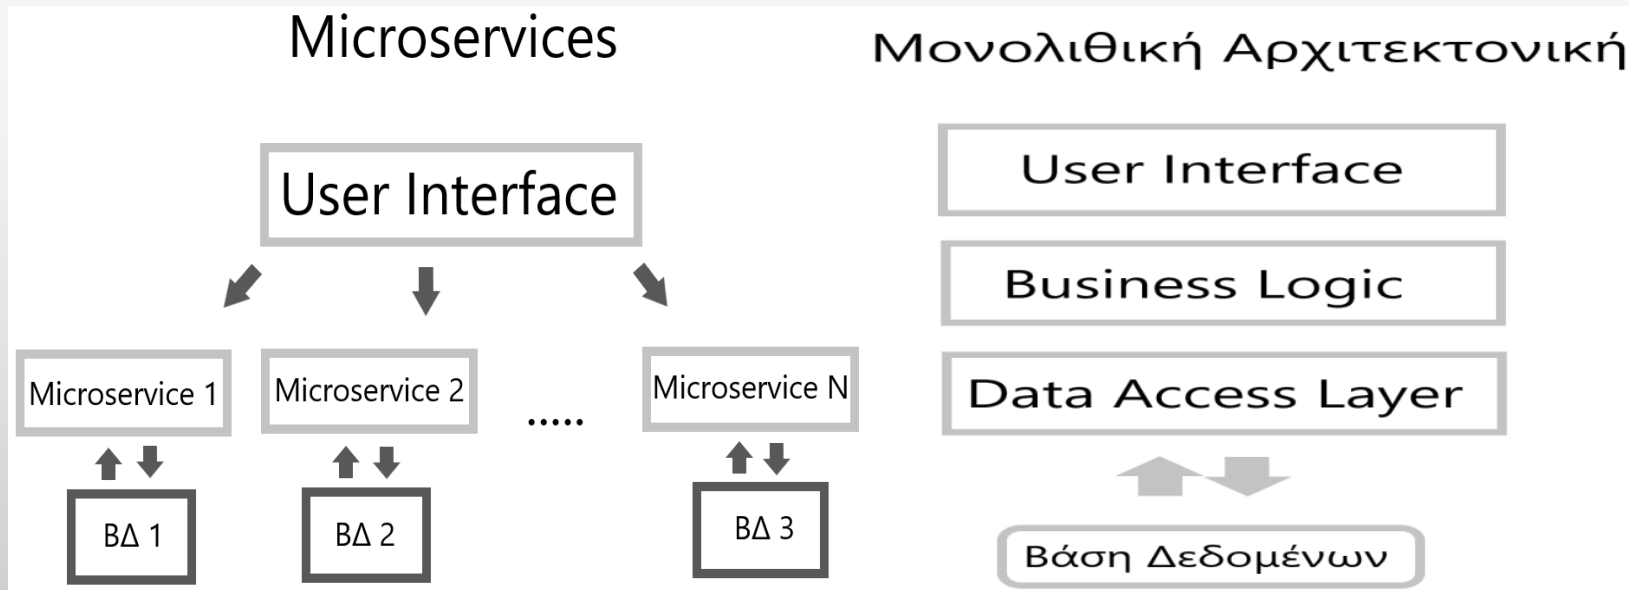 Microservices
User Interface
Microservice 1
Microservice 2
.....
Microservice N
ΒΔ 1
ΒΔ 2
ΒΔ 3
Μονολιθική Αρχιτεκτονική
User Interface
Business Logic
Data Access Layer
Βάση Δεδομένων